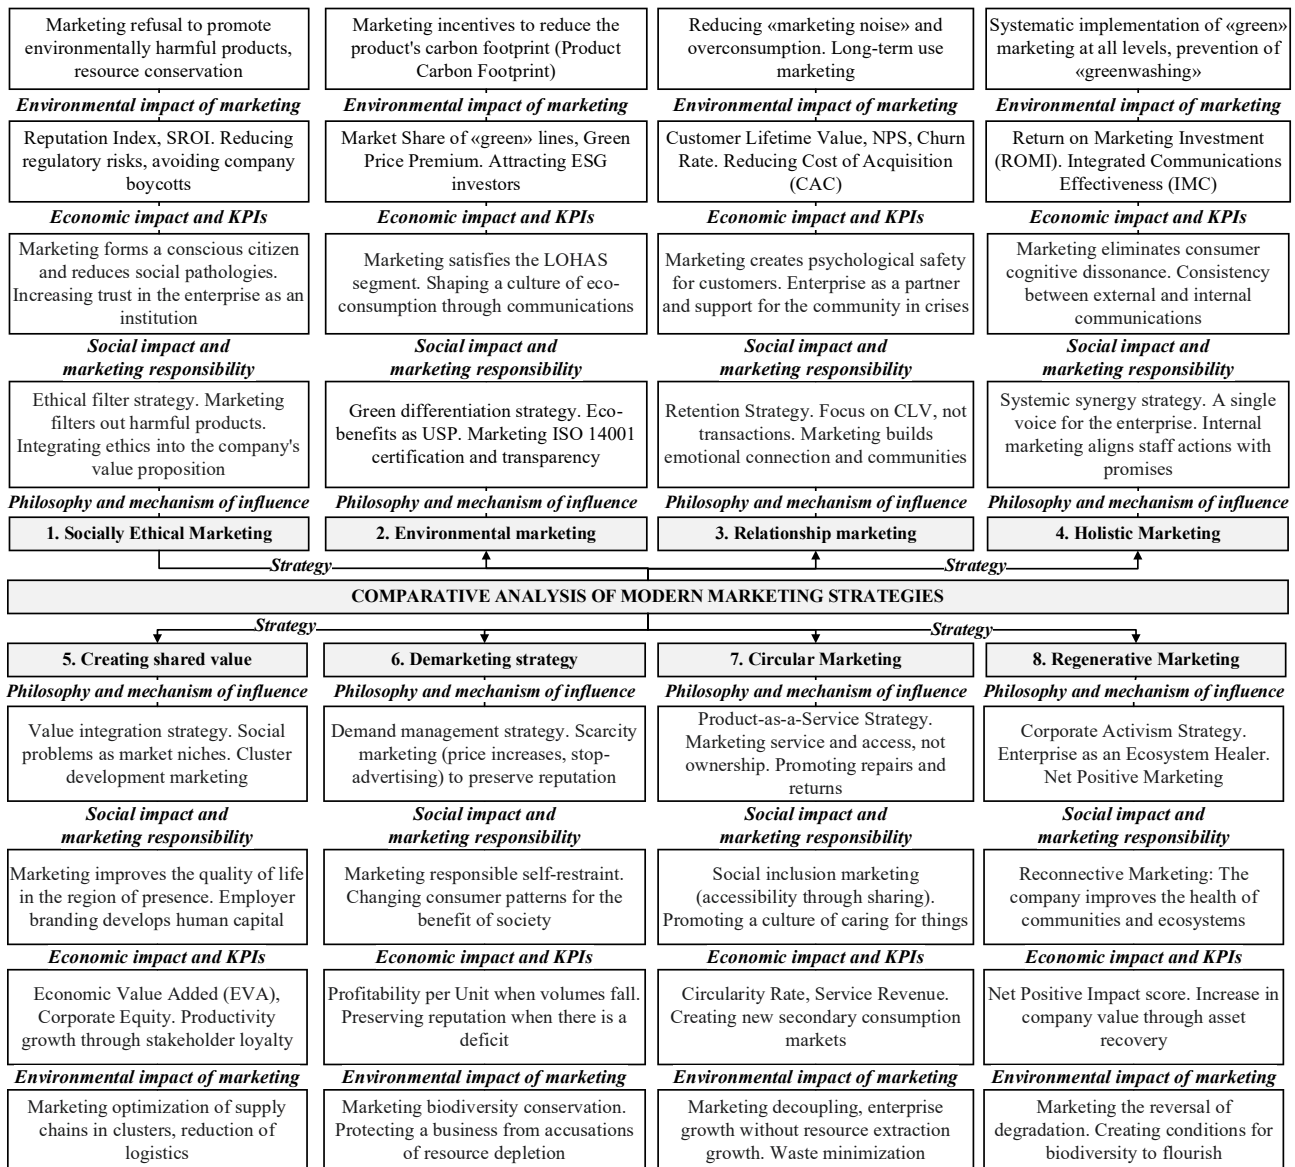 Marketing refusal to promote
environmentally harmful products,
resource conservation
Marketing incentives to reduce the
product's carbon footprint (Product
Carbon Footprint)
Reducing «marketing noise» and
overconsumption. Long-term use
marketing
Systematic implementation of «green»
marketing at all levels, prevention of
«greenwashing»
Environmental impact of marketing
Environmental impact of marketing
Environmental impact of marketing
Environmental impact of marketing
Reputation Index, SROI. Reducing
regulatory risks, avoiding company
boycotts
Market Share of «green» lines, Green
Price Premium. Attracting ESG
investors
Customer Lifetime Value, NPS, Churn
Rate. Reducing Cost of Acquisition
(CAC)
Return on Marketing Investment
(ROMI). Integrated Communications
Effectiveness (IMC)
Economic impact and KPIs
Economic impact and KPIs
Economic impact and KPIs
Economic impact and KPIs
Marketing forms a conscious citizen
and reduces social pathologies.
Increasing trust in the enterprise as an
institution
Marketing satisfies the LOHAS
segment. Shaping a culture of eco-
consumption through communications
Marketing creates psychological safety
for customers. Enterprise as a partner
and support for the community in crises
Marketing eliminates consumer
cognitive dissonance. Consistency
between external and internal
communications
Social impact and
marketing responsibility
Social impact and
marketing responsibility
Social impact and
marketing responsibility
Social impact and
marketing responsibility
Ethical filter strategy. Marketing
filters out harmful products.
Integrating ethics into the company's
value proposition
Green differentiation strategy. Eco-
benefits as USP. Marketing ISO 14001
certification and transparency
Retention Strategy. Focus on CLV, not
transactions. Marketing builds
emotional connection and communities
Systemic synergy strategy. A single
voice for the enterprise. Internal
marketing aligns staff actions with
promises
Philosophy and mechanism of influence
Philosophy and mechanism of influence
Philosophy and mechanism of influence
Philosophy and mechanism of influence
1. Socially Ethical Marketing
2. Environmental marketing
3. Relationship marketing
4. Holistic Marketing
Strategy
Strategy
COMPARATIVE ANALYSIS OF MODERN MARKETING STRATEGIES
Strategy
Strategy
5. Creating shared value
6. Demarketing strategy
7. Circular Marketing
8. Regenerative Marketing
Philosophy and mechanism of influence
Philosophy and mechanism of influence
Philosophy and mechanism of influence
Philosophy and mechanism of influence
Value integration strategy. Social
problems as market niches. Cluster
development marketing
Demand management strategy. Scarcity
marketing (price increases, stop-
advertising) to preserve reputation
Product-as-a-Service Strategy.
Marketing service and access, not
ownership. Promoting repairs and
returns
Corporate Activism Strategy.
Enterprise as an Ecosystem Healer.
Net Positive Marketing
Social impact and
marketing responsibility
Social impact and
marketing responsibility
Social impact and
marketing responsibility
Social impact and
marketing responsibility
Marketing improves the quality of life
in the region of presence. Employer
branding develops human capital
Marketing responsible self-restraint.
Changing consumer patterns for the
benefit of society
Social inclusion marketing
(accessibility through sharing).
Promoting a culture of caring for things
Reconnective Marketing: The
company improves the health of
communities and ecosystems
Economic impact and KPIs
Economic impact and KPIs
Economic impact and KPIs
Economic impact and KPIs
Economic Value Added (EVA),
Corporate Equity. Productivity
growth through stakeholder loyalty
Profitability per Unit when volumes fall.
Preserving reputation when there is a
deficit
Circularity Rate, Service Revenue.
Creating new secondary consumption
markets
Net Positive Impact score. Increase in
company value through asset
recovery
Environmental impact of marketing
Environmental impact of marketing
Environmental impact of marketing
Environmental impact of marketing
Marketing optimization of supply
chains in clusters, reduction of
logistics
Marketing biodiversity conservation.
Protecting a business from accusations
of resource depletion
Marketing decoupling, enterprise
growth without resource extraction
growth. Waste minimization
Marketing the reversal of
degradation. Creating conditions for
biodiversity to flourish